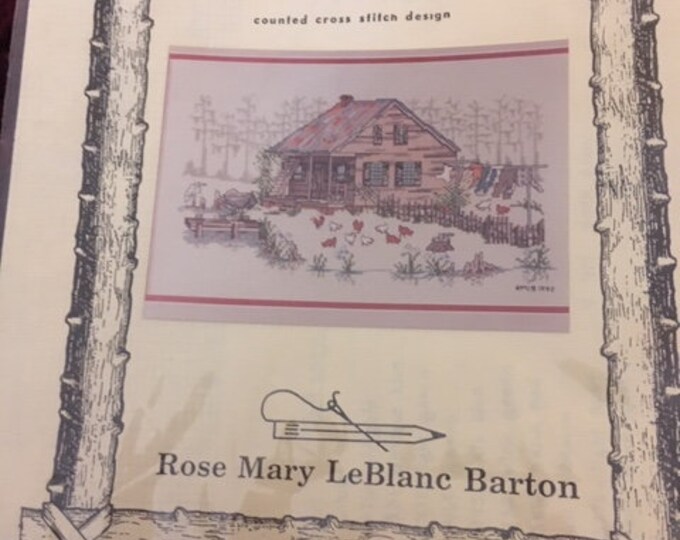 counted cross stitch design
Rose Mary LeBlanc Barton